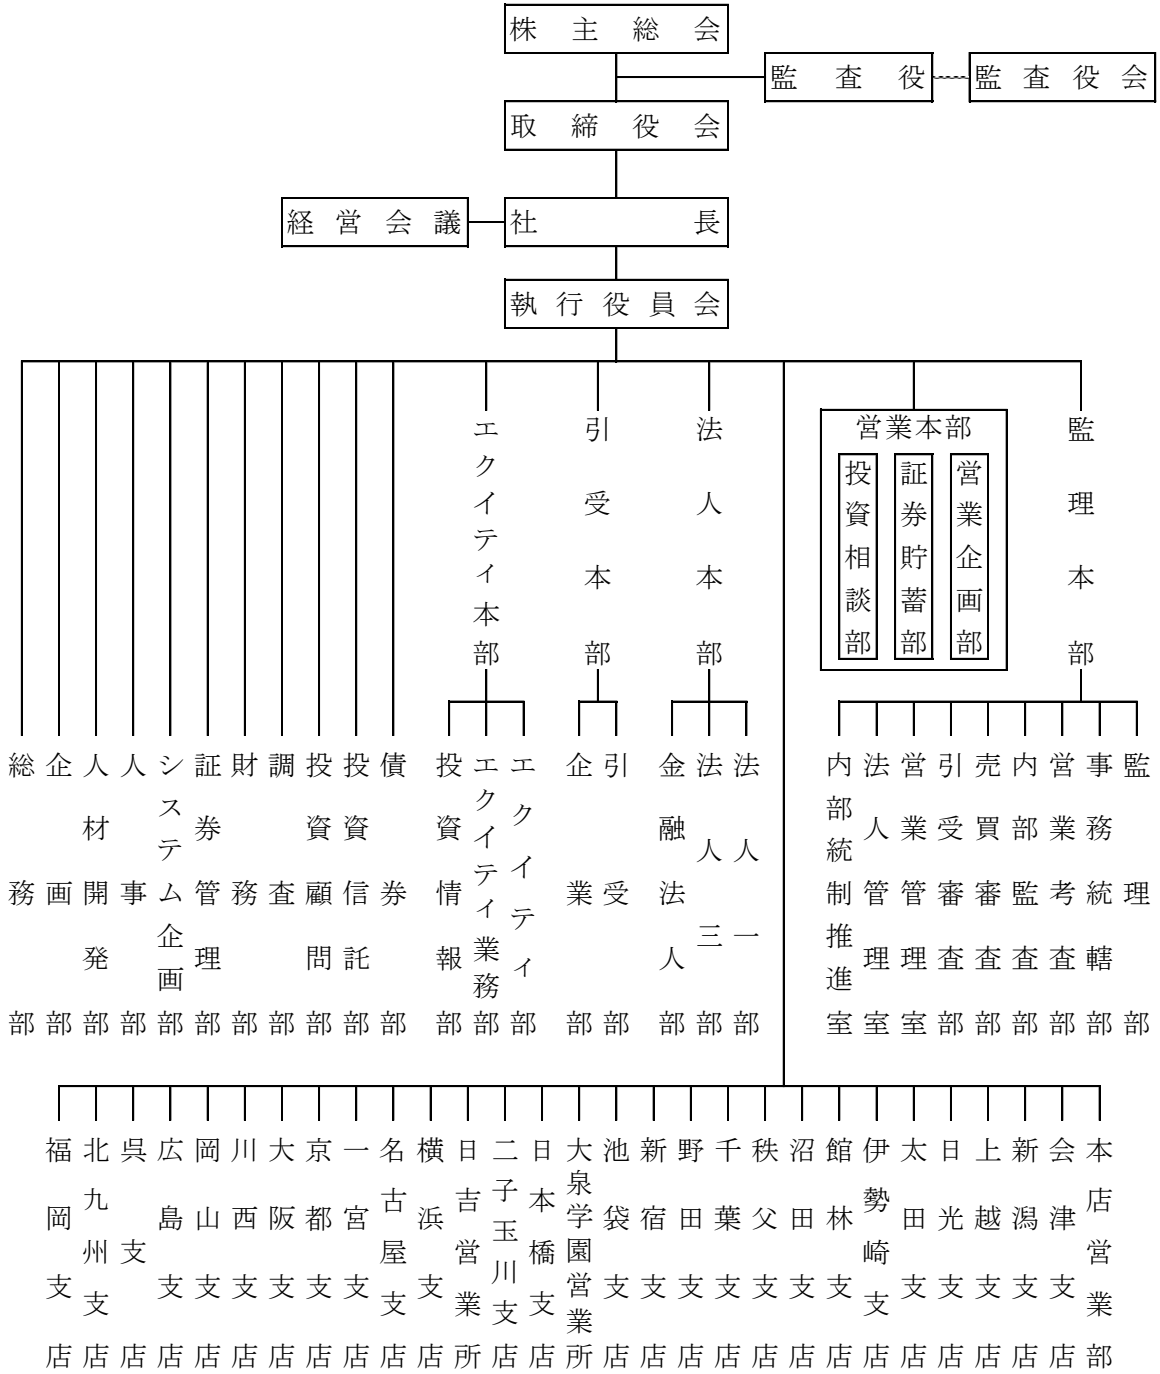 株主総会
監査役
監査役会
取締役会
経営会議
社長
執行役員会
エクイティ本部
引受本部
法人本部
営業本部
投資相談部
証券貯蓄部
営業企画部
監理本部
総務部
企画部
人材開発部
人事部
システム企画部
証券管理部
財務部
調査部
投資顧問部
投資信託部
債券部
投資情報部
エクイティ業務部
エクイティ部
企業部
引受部
金融法人部
法人三部
法人一部
内部統制推進室
法人管理室
営業管理室
引受審査部
売買審査部
内部監査部
営業考査部
事務統轄部
監理部
福岡支店
北九州支店
呉支店
広島支店
岡山支店
川西支店
大阪支店
京都支店
一宮支店
名古屋支店
横浜支店
日吉営業所
二子玉川支店
日本橋支店
大泉学園営業所
池袋支店
新宿支店
野田支店
千葉支店
秩父支店
沼田支店
館林支店
伊勢崎支店
太田支店
日光支店
上越支店
新潟支店
会津支店
本店営業部